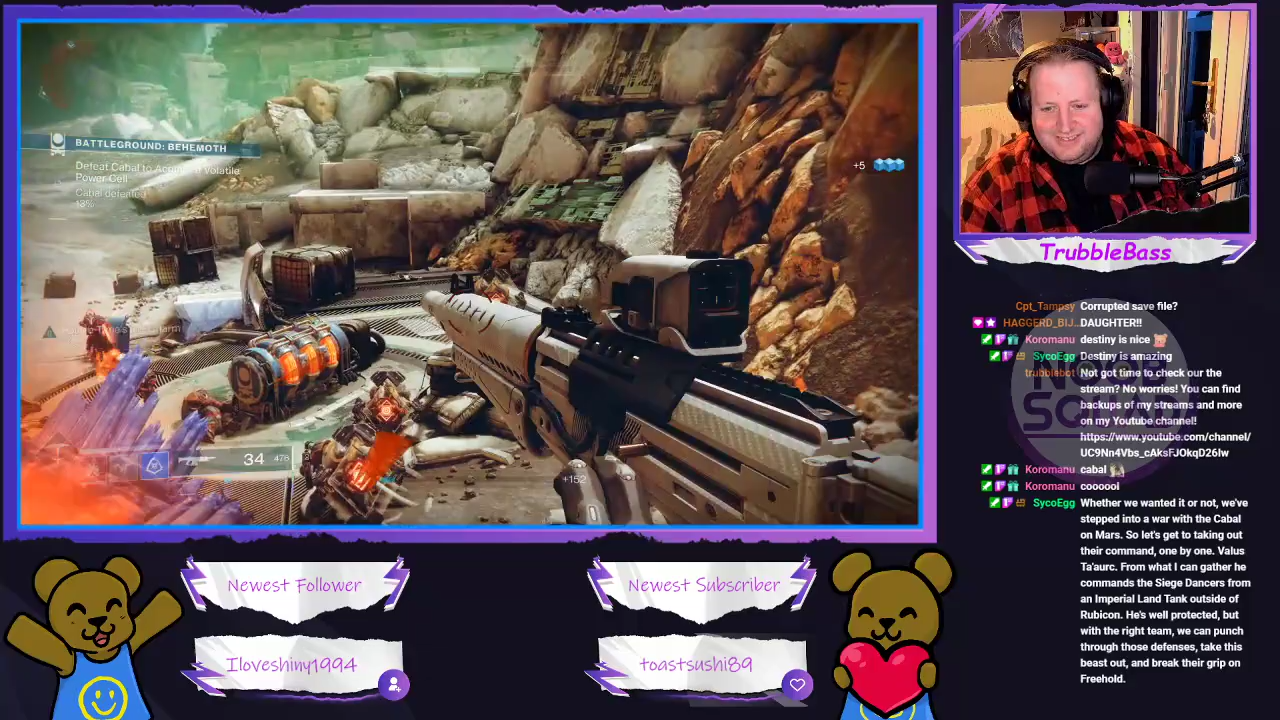 BATTLEGROUND: BEHEMOTH
Defeat Cabal to Acquire a Volatile
Power Cell
Cabal defeated
13%
+5
34 476
+152
TrubbleBass
Cpt_Tampsy Corrupted save file?
HAGGERD_BIJ... DAUGHTER!!
Koromanu destiny is nice
SycoEgg Destiny is amazing
trubblebot Not got time to check our the
stream? No worries! You can find
backups of my streams and more
on my Youtube channel!
https://www.youtube.com/channel/
UC9Nn4Vbs_cAksFJOkqD26lw
Koromanu cabal
Koromanu coooool
SycoEgg Whether we wanted it or not, we've
stepped into a war with the Cabal
on Mars. So let's get to taking out
their command, one by one. Valus
Ta'aurc. From what I can gather he
commands the Siege Dancers from
an Imperial Land Tank outside of
Rubicon. He's well protected, but
with the right team, we can punch
through those defenses, take this
beast out, and break their grip on
Freehold.
Newest Follower
Iloveshiny1994
Newest Subscriber
toastsushi89